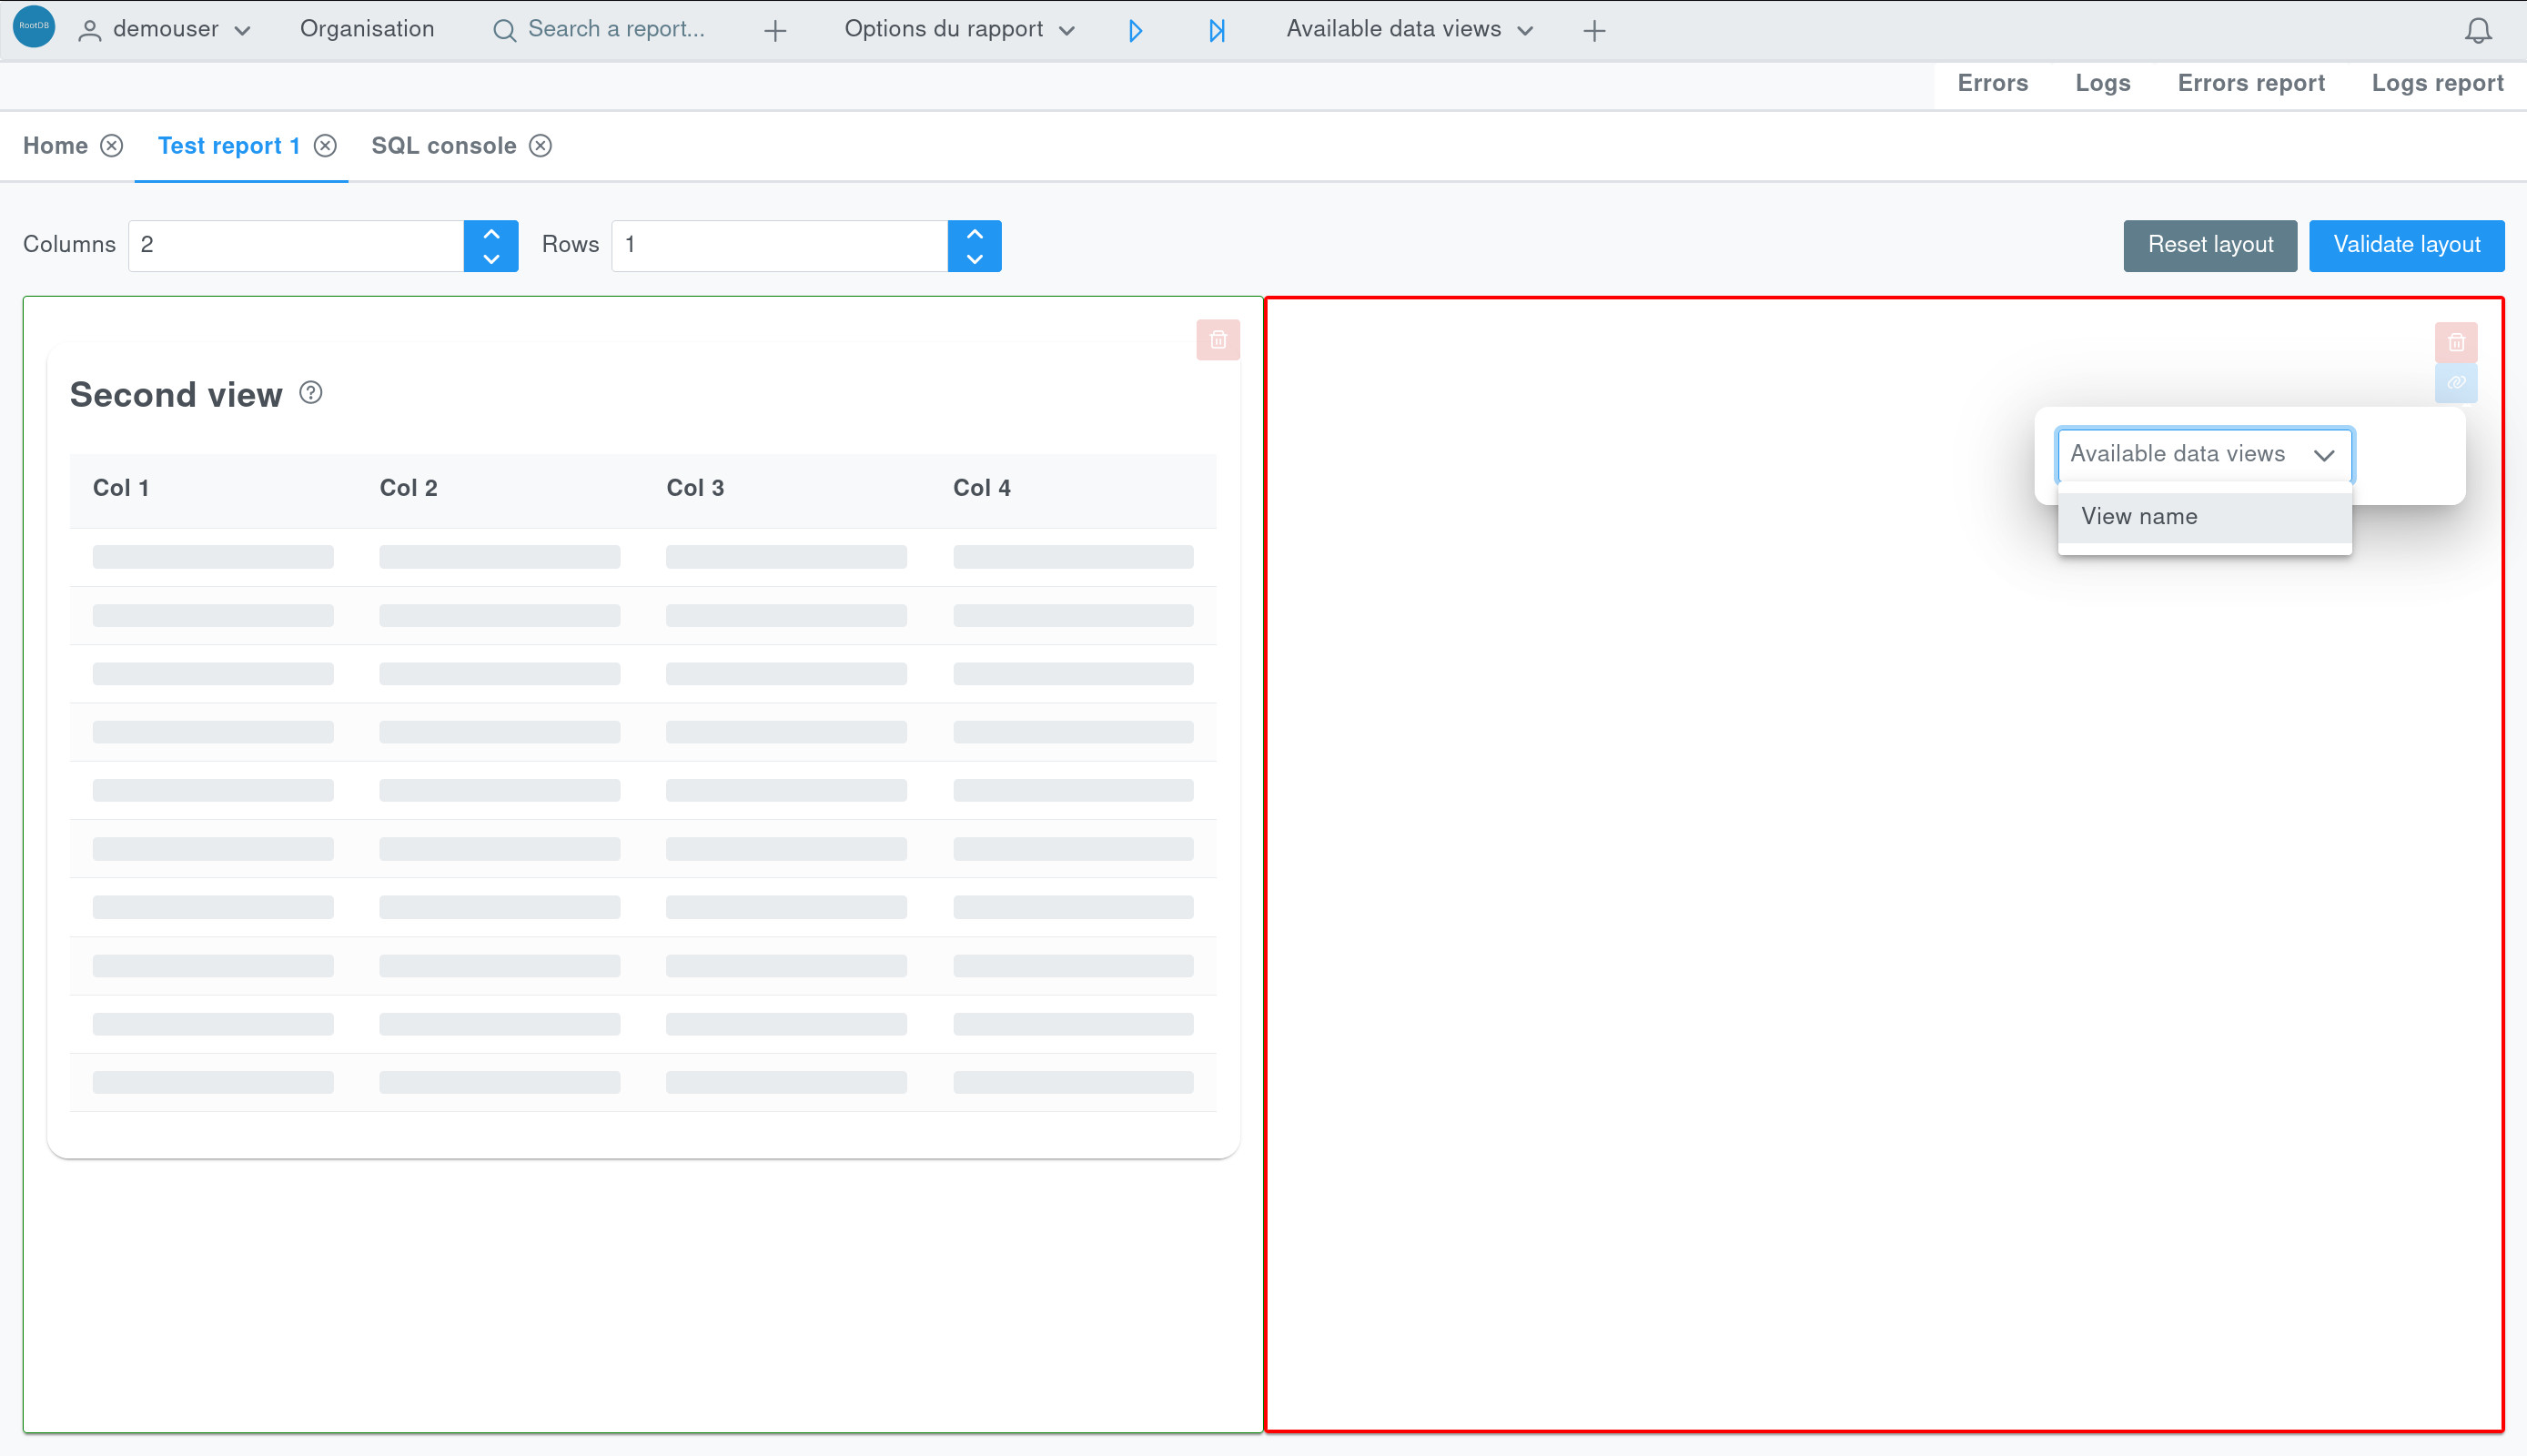 RootDB demouser Organisation Search a report... Options du rapport Available data views
Errors Logs Errors report Logs report
Home Test report 1 SQL console
Columns 2 Rows 1 Reset layout Validate layout
Second view
Col 1 Col 2 Col 3 Col 4
Available data views
View name